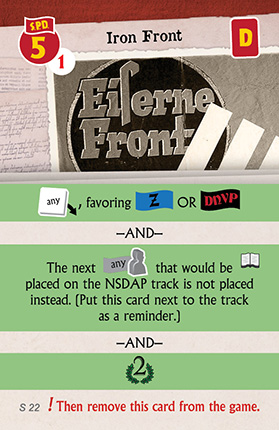 S.P.D.
5
1
Iron Front
D
Eiserne
Front
any , favoring Z OR DNVP
—AND—
The next any that would be
placed on the NSDAP track is not placed
instead. (Put this card next to the track
as a reminder.)
—AND—
2
S 22 ! Then remove this card from the game.